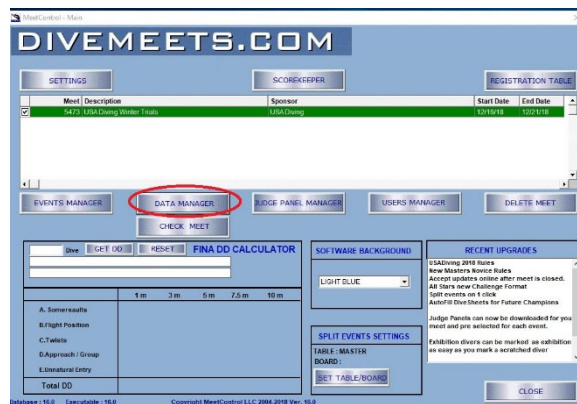 MeetControl - Main
DIVEMEETS.COM
SETTINGS
SCOREKEEPER
REGISTRATION TABLE
Meet Description Sponsor Start Date End Date
5473 USA Diving Winter Trials USA Diving 12/16/18 12/21/18
EVENTS MANAGER DATA MANAGER JUDGE PANEL MANAGER USERS MANAGER DELETE MEET
CHECK MEET
Dive GET DD RESET FINA DD CALCULATOR
1 m 3 m 5 m 7.5 m 10 m
A. Somersaults
B.Flight Position
C.Twists
D.Approach / Group
E.Unnatural Entry
Total DD
SOFTWARE BACKGROUND
LIGHT BLUE
SPLIT EVENTS SETTINGS
TABLE : MASTER
BOARD :
SET TABLE/BOARD
RECENT UPGRADES
USADiving 2018 Rules
New Masters Novice Rules
Accept updates online after meet is closed.
All Stars new Challenge Format
Split events on 1 click
AutoFill DiveSheets for Future Champions
Judge Panels can now be downloaded for you
meet and pre selected for each event.
Exhibition divers can be marked as exhibition
as easy as you mark a scratched diver
CLOSE
Database : 16.0 Executable : 16.0 Copyright MeetControl LLC 2004-2018 Ver. 16.0